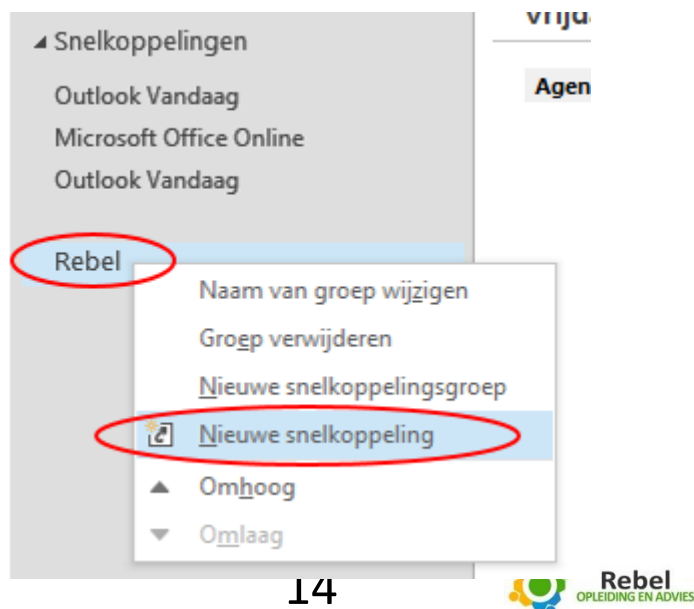 Snelkoppelingen
Outlook Vandaag
Microsoft Office Online
Outlook Vandaag
Rebel
Naam van groep wijzigen
Groep verwijderen
Nieuwe snelkoppelingsgroep
Nieuwe snelkoppeling
Omhoog
Omlaag
Agen
14
Rebel
OPLEIDING EN ADVIES